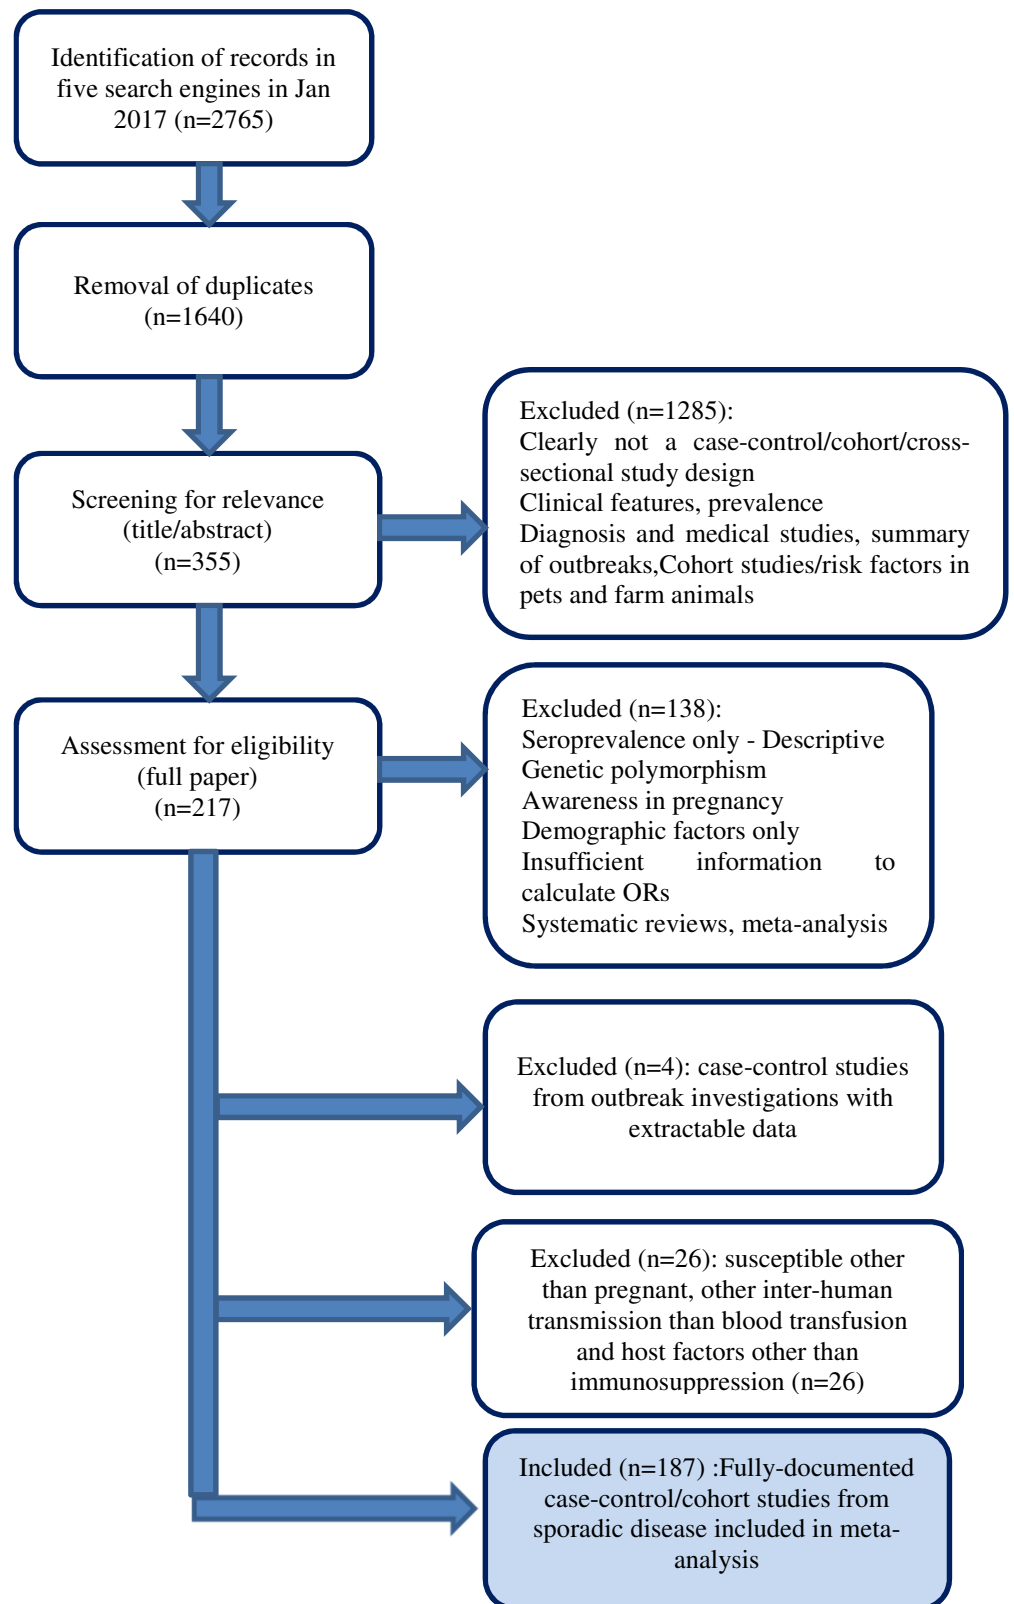 Identification of records in
five search engines in Jan
2017 (n=2765)
Removal of duplicates
(n=1640)
Screening for relevance
(title/abstract)
(n=355)
Excluded (n=1285):
Clearly not a case-control/cohort/cross-
sectional study design
Clinical features, prevalence
Diagnosis and medical studies, summary
of outbreaks,Cohort studies/risk factors in
pets and farm animals
Assessment for eligibility
(full paper)
(n=217)
Excluded (n=138):
Seroprevalence only - Descriptive
Genetic polymorphism
Awareness in pregnancy
Demographic factors only
Insufficient information to
calculate ORs
Systematic reviews, meta-analysis
Excluded (n=4): case-control studies
from outbreak investigations with
extractable data
Excluded (n=26): susceptible other
than pregnant, other inter-human
transmission than blood transfusion
and host factors other than
immunosuppression (n=26)
Included (n=187) :Fully-documented
case-control/cohort studies from
sporadic disease included in meta-
analysis